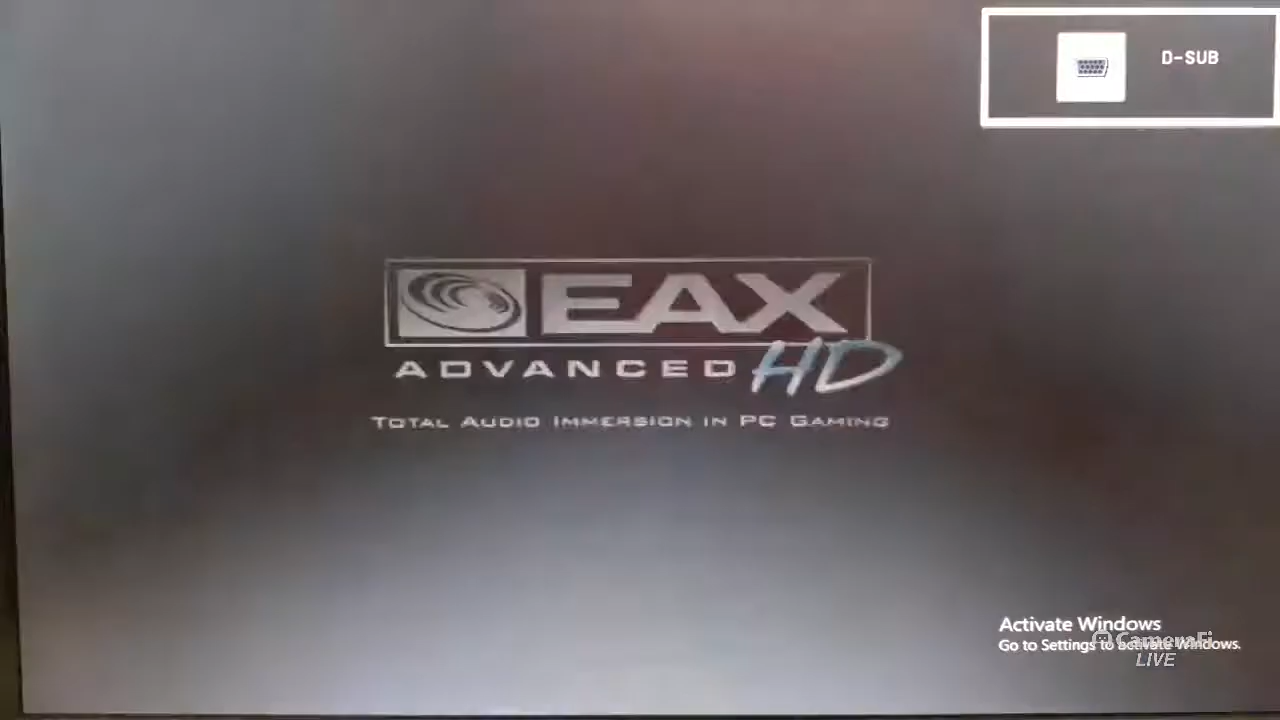 D-SUB
EAX
ADVANCED HD
TOTAL AUDIO IMMERSION IN PC GAMING
Activate Windows
Go to Settings to activate Windows.
CameraFi
LIVE